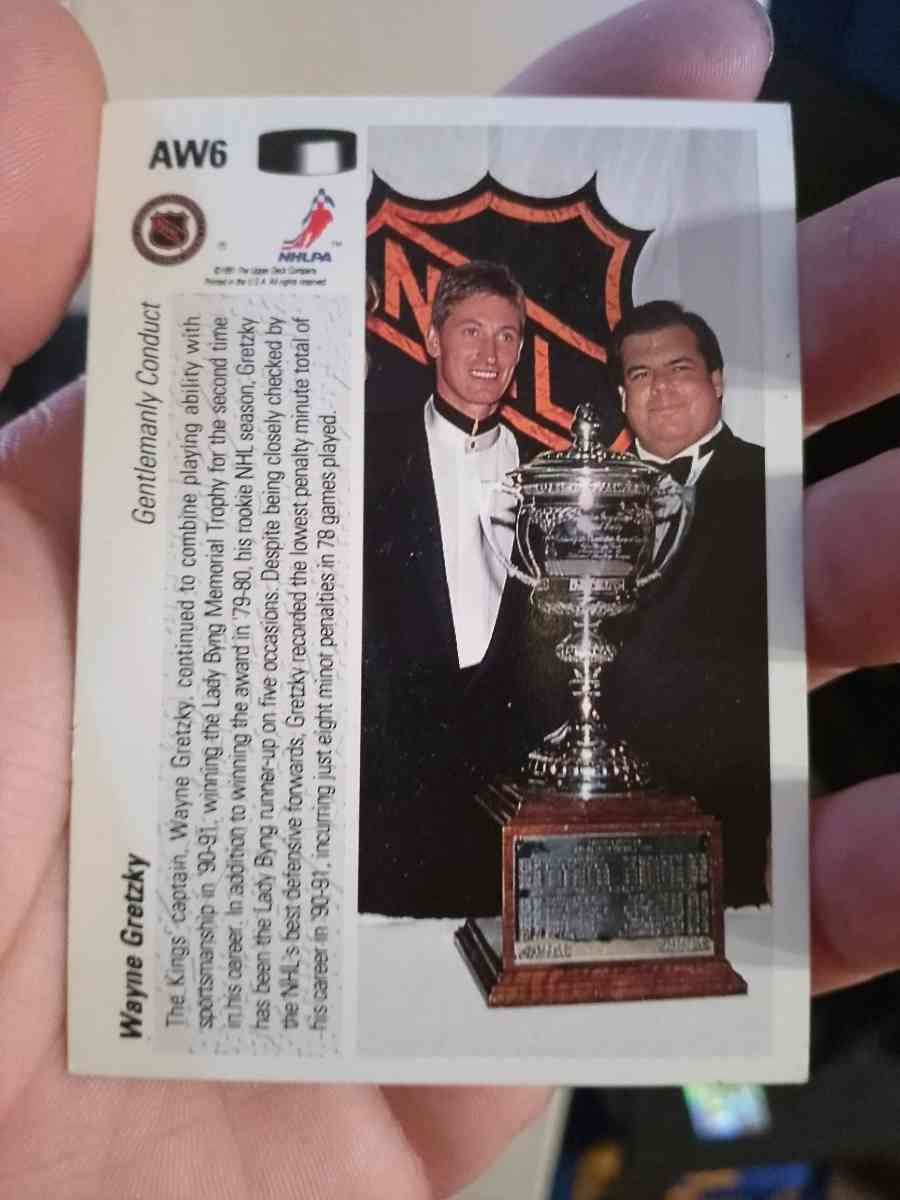 AW6
NHLPA
TM
®
©1991 The Upper Deck Company
Printed in the U.S.A. All rights reserved
NHL
Wayne Gretzky
Gentlemanly Conduct
The Kings' captain, Wayne Gretzky, continued to combine playing ability with
sportsmanship in '90-91, winning the Lady Byng Memorial Trophy for the second time
in his career. In addition to winning the award in '79-80, his rookie NHL season, Gretzky
has been the Lady Byng runner-up on five occasions. Despite being closely checked by
the NHL's best defensive forwards, Gretzky recorded the lowest penalty minute total of
his career in '90-91, incurring just eight minor penalties in 78 games played.